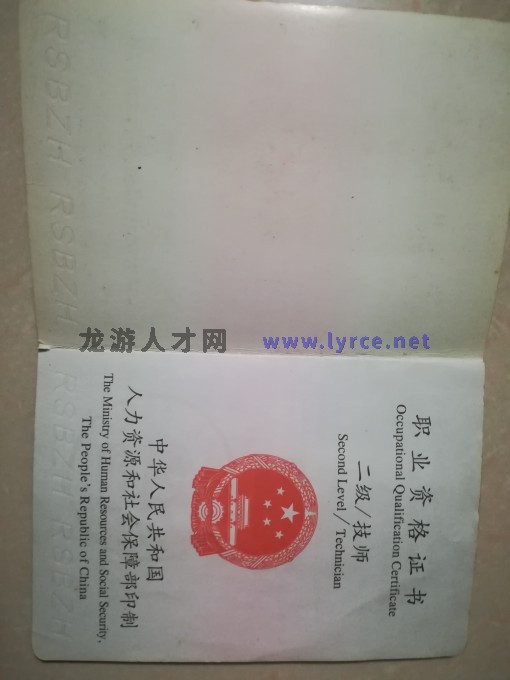 职业资格证书
Occupational Qualification Certificate
二级/技师
Second Level/Technician
中华人民共和国
人力资源和社会保障部印制
The Ministry of Human Resources and Social Security,
The People's Republic of China
RSBZH RSBZH
RSBZH RSB H
龙游人才网 www.lyrce.net